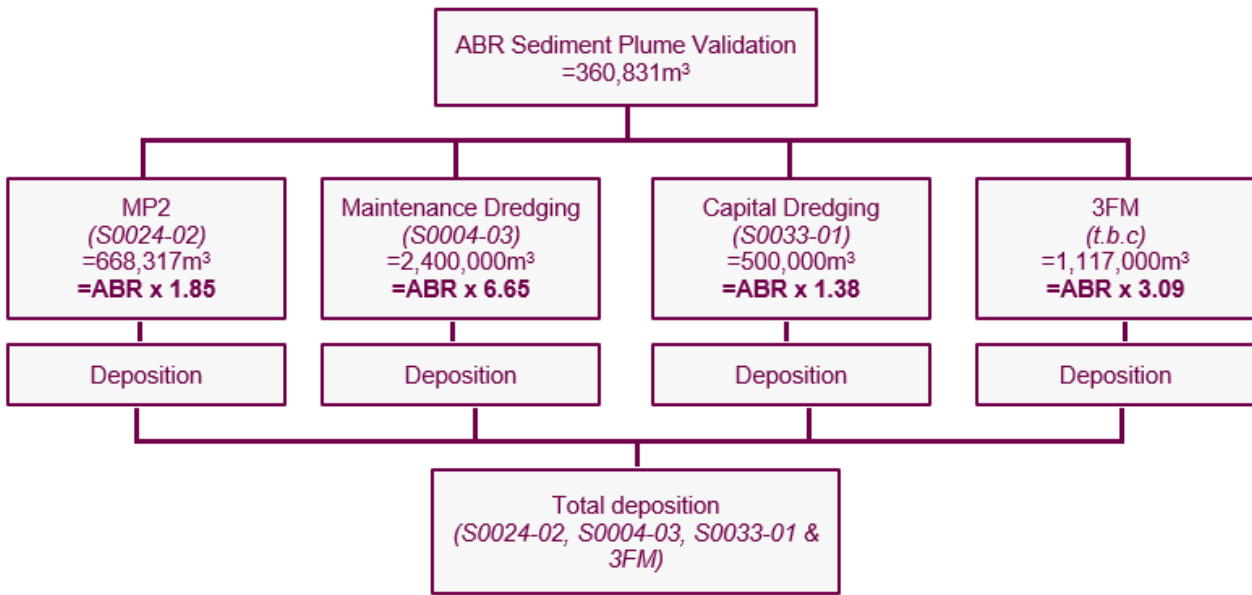 ABR Sediment Plume Validation
=360,831m³
MP2
(S0024-02)
=668,317m³
=ABR x 1.85
Maintenance Dredging
(S0004-03)
=2,400,000m³
=ABR x 6.65
Capital Dredging
(S0033-01)
=500,000m³
=ABR x 1.38
3FM
(t.b.c)
=1,117,000m³
=ABR x 3.09
Deposition
Deposition
Deposition
Deposition
Total deposition
(S0024-02, S0004-03, S0033-01 &
3FM)